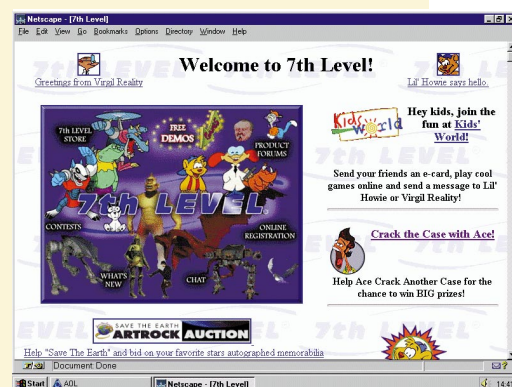 Netscape - [7th Level]
File Edit View Go Bookmarks Options Directory Window Help
Welcome to 7th Level!
Greetings from Virgil Reality
Lil' Howie says hello.
7th LEVEL STORE
FREE DEMOS
PRODUCT FORUMS
7th LEVEL
CONTESTS
ONLINE REGISTRATION
WHAT'S NEW
CHAT
Kids World
Hey kids, join the
fun at Kids'
World!
Send your friends an e-card, play cool
games online and send a message to Lil'
Howie or Virgil Reality!
Crack the Case with Ace!
Help Ace Crack Another Case for the
chance to win BIG prizes!
SAVE THE EARTH
ARTROCK AUCTION
Help "Save The Earth" and bid on your favorite stars autographed memorabilia
Document Done
Start AOL Netscape - [7th Level]